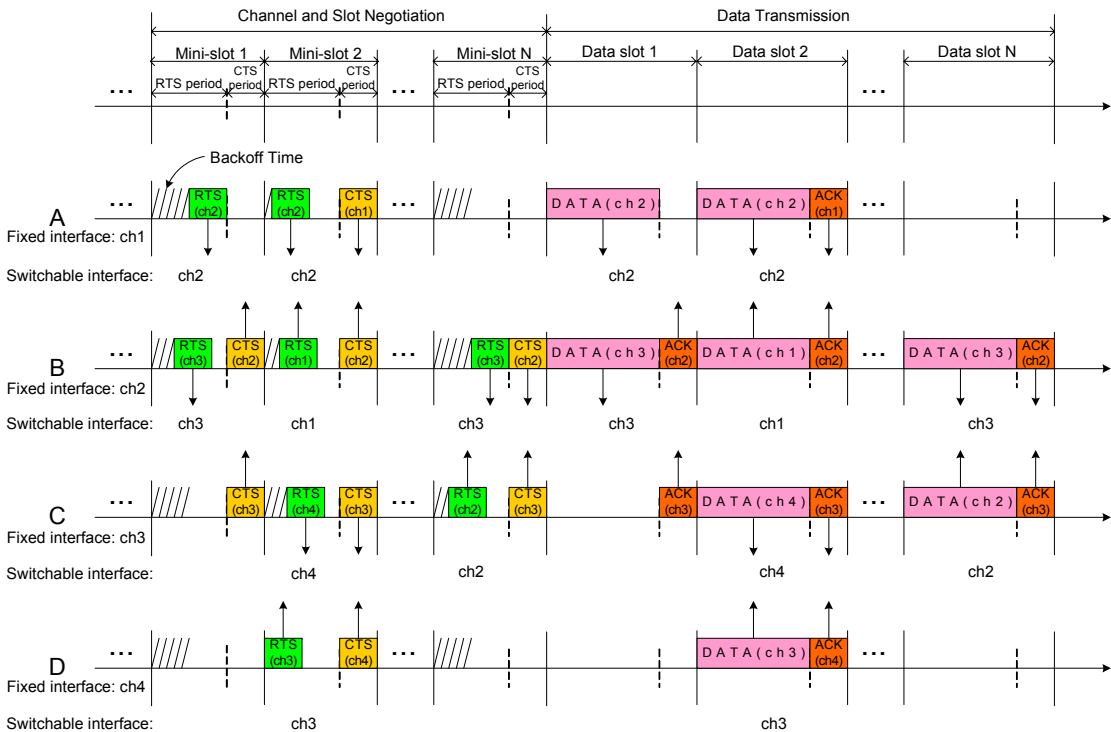 Channel and Slot Negotiation Data Transmission
Mini-slot 1 Mini-slot 2 Mini-slot N Data slot 1 Data slot 2 Data slot N
RTS period CTS period RTS period CTS period RTS period CTS period
... ... ...
Backoff Time
... RTS (ch2) RTS (ch2) CTS (ch1) ... DATA(ch2) DATA(ch2) ACK (ch1) ...
A
Fixed interface: ch1
Switchable interface: ch2 ch2 ch2 ch2
... RTS (ch3) CTS (ch2) RTS (ch1) CTS (ch2) ... RTS (ch3) CTS (ch2) DATA(ch3) ACK (ch2) DATA(ch1) ACK (ch2) ... DATA(ch3) ACK (ch2)
B
Fixed interface: ch2
Switchable interface: ch3 ch1 ch3 ch3 ch1 ch3
... CTS (ch3) RTS (ch4) CTS (ch3) ... RTS (ch2) CTS (ch3) ACK (ch3) DATA(ch4) ACK (ch3) ... DATA(ch2) ACK (ch3)
C
Fixed interface: ch3
Switchable interface: ch4 ch2 ch4 ch2
... RTS (ch3) CTS (ch4) ... DATA(ch3) ACK (ch4) ...
D
Fixed interface: ch4
Switchable interface: ch3 ch3